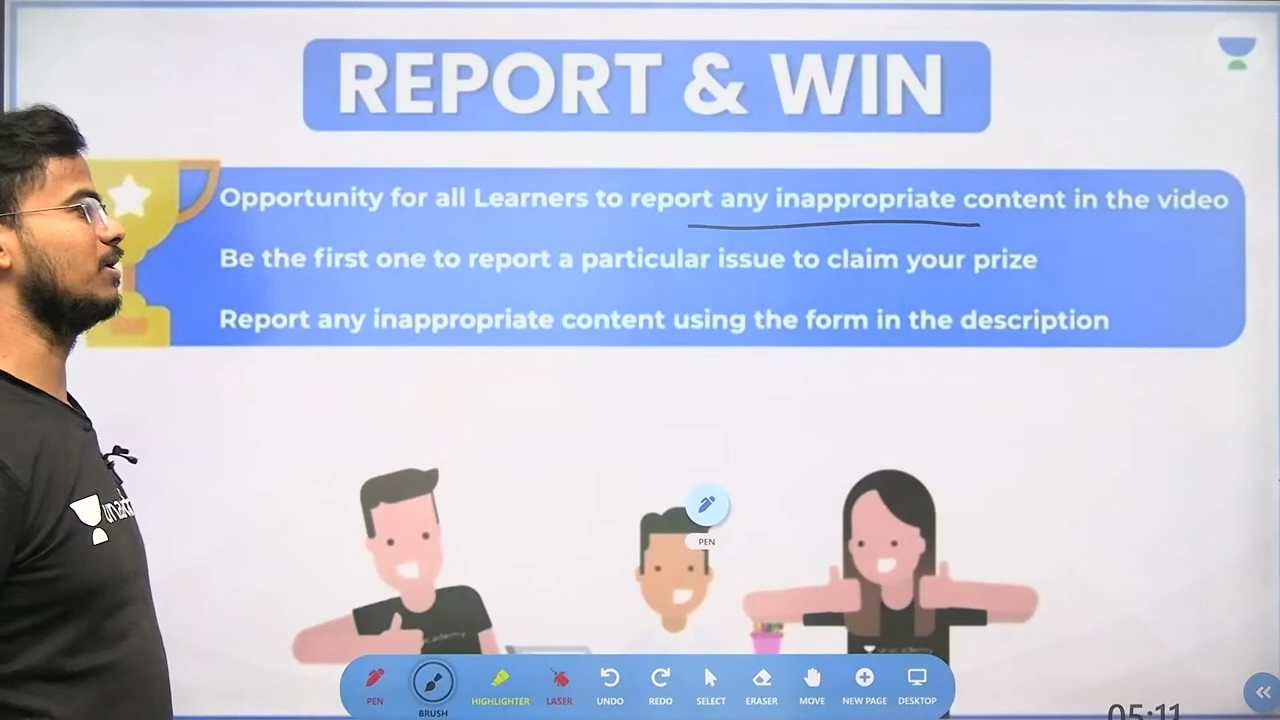 REPORT & WIN
Opportunity for all Learners to report any inappropriate content in the video
Be the first one to report a particular issue to claim your prize
Report any inappropriate content using the form in the description
PEN
PEN
BRUSH
HIGHLIGHTER
LASER
UNDO
REDO
SELECT
ERASER
MOVE
NEW PAGE
DESKTOP
05:11